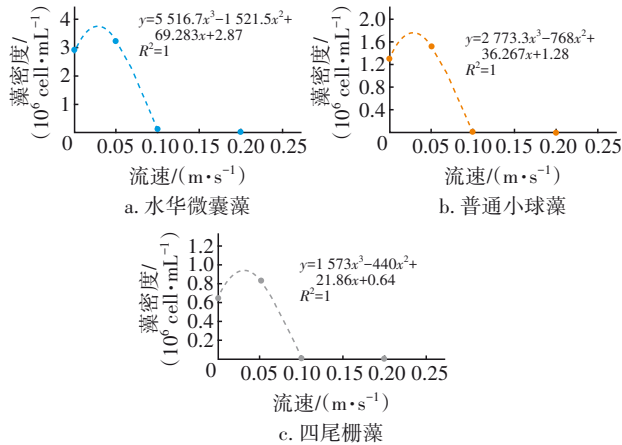 藻密度/
(10⁶ cell•mL⁻¹)
4
3
2
1
0
0.05 0.10 0.15 0.20 0.25
y=5 516.7x³−1 521.5x²+
69.283x+2.87
R²=1
流速/(m•s⁻¹)
a. 水华微囊藻
藻密度/
(10⁶ cell•mL⁻¹)
2.0
1.6
1.2
0.8
0.4
0
0.05 0.10 0.15 0.20 0.25
y=2 773.3x³−768x²+
36.267x+1.28
R²=1
流速/(m•s⁻¹)
b. 普通小球藻
藻密度/
(10⁶ cell•mL⁻¹)
1.2
1.0
0.8
0.6
0.4
0.2
0
0.05 0.10 0.15 0.20 0.25
y=1 573x³−440x²+
21.86x+0.64
R²=1
流速/(m•s⁻¹)
c. 四尾栅藻